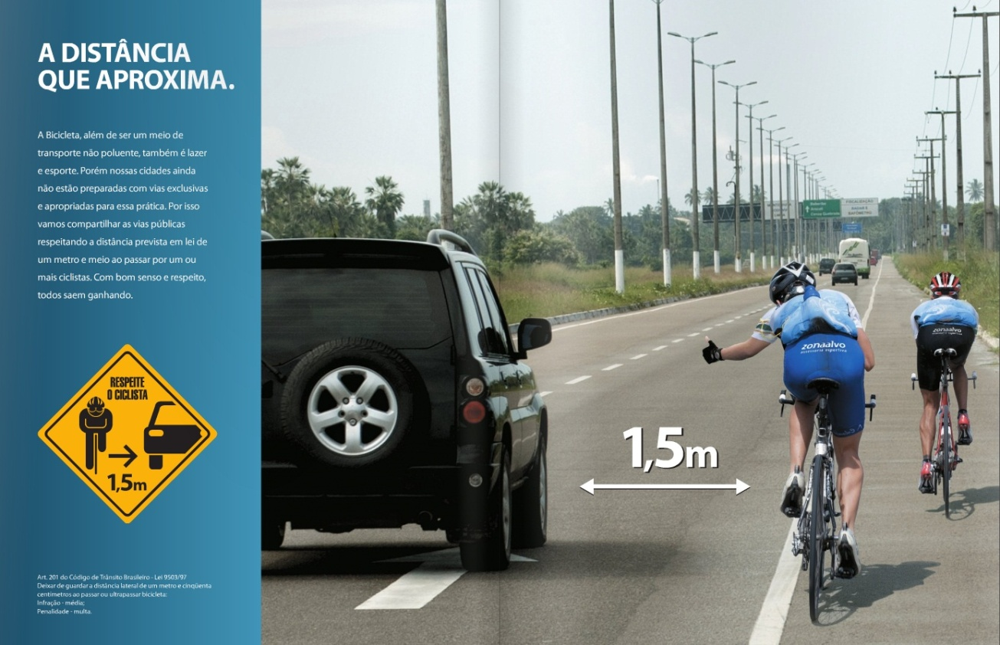 A DISTÂNCIA
QUE APROXIMA.
A Bicicleta, além de ser um meio de
transporte não poluente, também é lazer
e esporte. Porém nossas cidades ainda
não estão preparadas com vias exclusivas
e apropriadas para essa prática. Por isso
vamos compartilhar as vias públicas
respeitando a distância prevista em lei de
um metro e meio ao passar por um ou
mais ciclistas. Com bom senso e respeito,
todos saem ganhando.
RESPEITE
O CICLISTA
1,5m
Art. 201 do Código de Trânsito Brasileiro - Lei 9503/97
Deixar de guardar a distância lateral de um metro e cinqüenta
centímetros ao passar ou ultrapassar bicicleta:
Infração - média;
Penalidade - multa.
FISCALIZAÇÃO
1,5m
zonaalvo
assessoria esportiva
zonaalvo